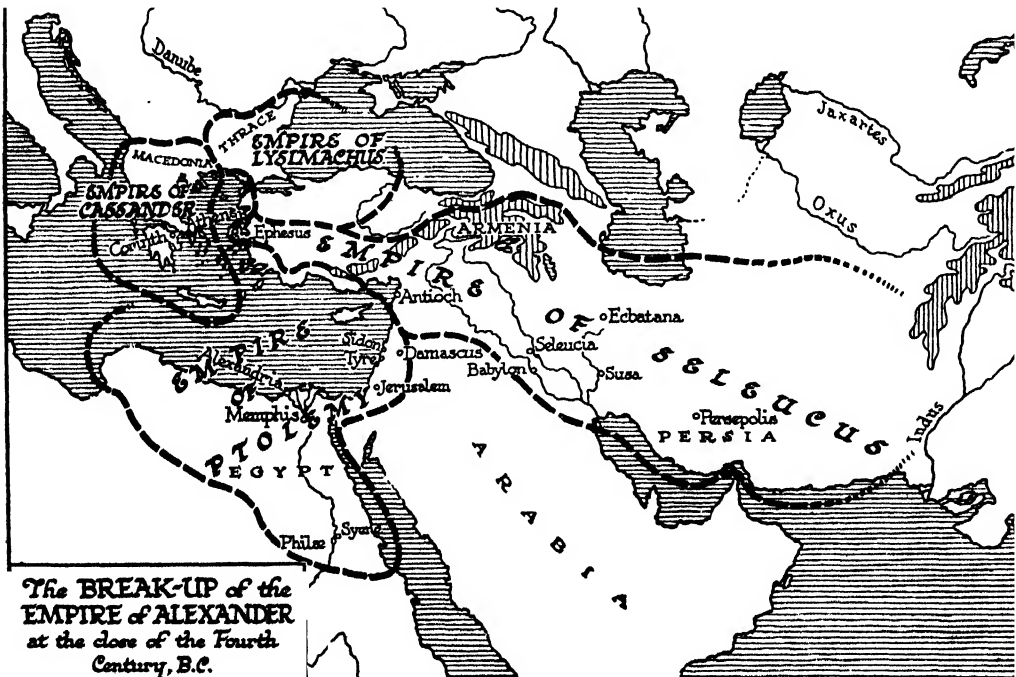 Danube
Jaxartes
THRACE
EMPIRE OF
LYSIMACHUS
MACEDONIA
EMPIRE OF
CASSANDER
Athens
Corinth
Ephesus
Oxus
ARMENIA
EMPIRE OF SELEUCUS
Antioch
Ecbatana
Sidon
Seleucia
Tyre
Damascus
Babylon
Susa
Alexandria
Jerusalem
EMPIRE
OF
PTOLEMY
Memphis
Persepolis
PERSIA
Indus
EGYPT
ARABIA
Syene
Philæ
The BREAK-UP of the
EMPIRE of ALEXANDER
at the close of the Fourth
Century, B.C.